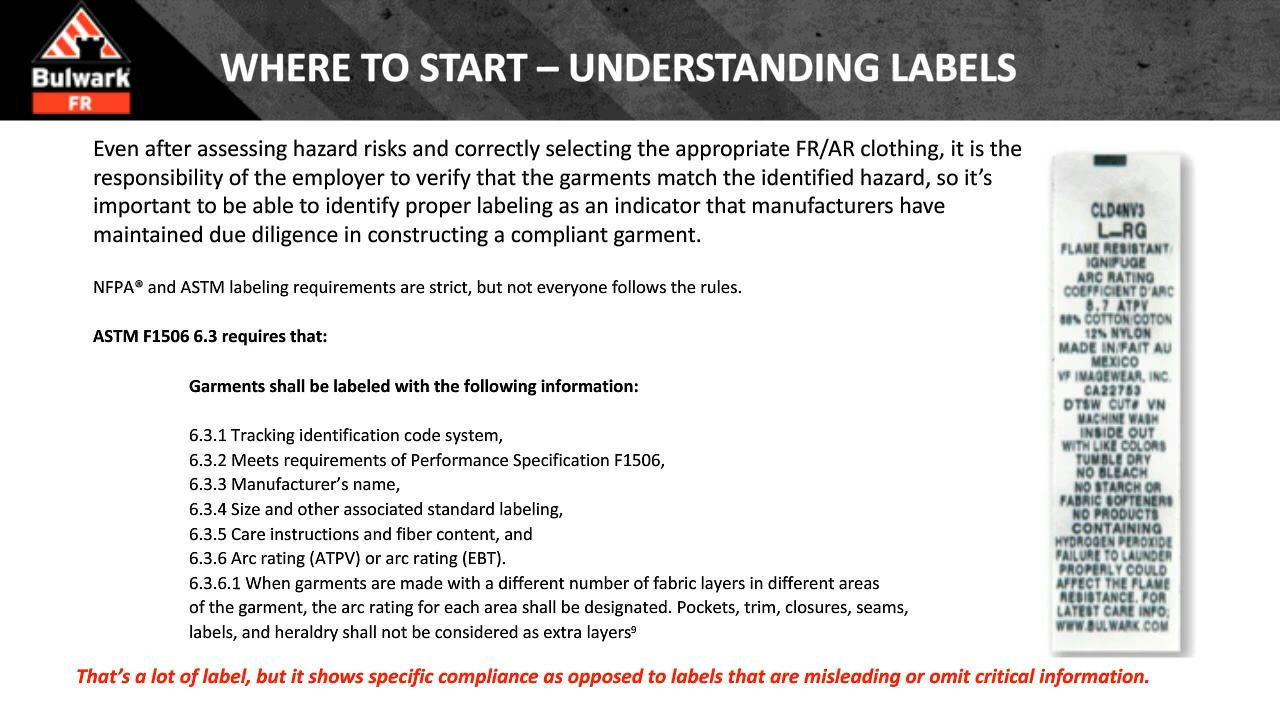 Bulwark
FR
WHERE TO START – UNDERSTANDING LABELS
Even after assessing hazard risks and correctly selecting the appropriate FR/AR clothing, it is the
responsibility of the employer to verify that the garments match the identified hazard, so it’s
important to be able to identify proper labeling as an indicator that manufacturers have
maintained due diligence in constructing a compliant garment.
NFPA® and ASTM labeling requirements are strict, but not everyone follows the rules.
ASTM F1506 6.3 requires that:
Garments shall be labeled with the following information:
6.3.1 Tracking identification code system,
6.3.2 Meets requirements of Performance Specification F1506,
6.3.3 Manufacturer’s name,
6.3.4 Size and other associated standard labeling,
6.3.5 Care instructions and fiber content, and
6.3.6 Arc rating (ATPV) or arc rating (EBT).
6.3.6.1 When garments are made with a different number of fabric layers in different areas
of the garment, the arc rating for each area shall be designated. Pockets, trim, closures, seams,
labels, and heraldry shall not be considered as extra layers⁹
That’s a lot of label, but it shows specific compliance as opposed to labels that are misleading or omit critical information.
CLD4NV3
L—RG
FLAME RESISTANT/
IGNIFUGE
ARC RATING
COEFFICIENT D'ARC
8.7 ATPV
88% COTTON/COTON
12% NYLON
MADE IN/FAIT AU
MEXICO
VF IMAGEWEAR, INC.
CA22753
DTSW CUT# VN
MACHINE WASH
INSIDE OUT
WITH LIKE COLORS
TUMBLE DRY
NO BLEACH
NO STARCH OR
FABRIC SOFTENERS
NO PRODUCTS
CONTAINING
HYDROGEN PEROXIDE
FAILURE TO LAUNDER
PROPERLY COULD
AFFECT THE FLAME
RESISTANCE. FOR
LATEST CARE INFO:
WWW.BULWARK.COM